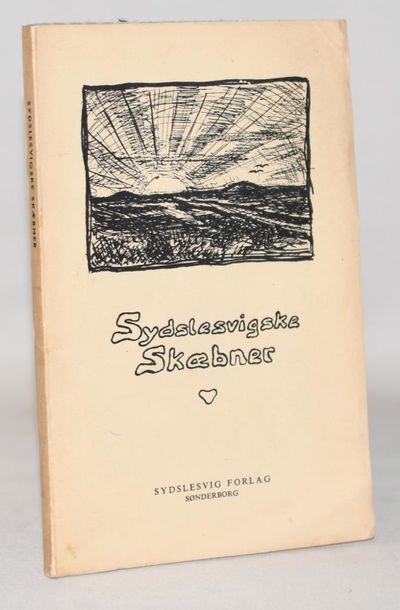 SYDSLESVIGSKE SKÆBNER
Sydslesvigske
Skæbner
SYDSLESVIG FORLAG
SØNDERBORG